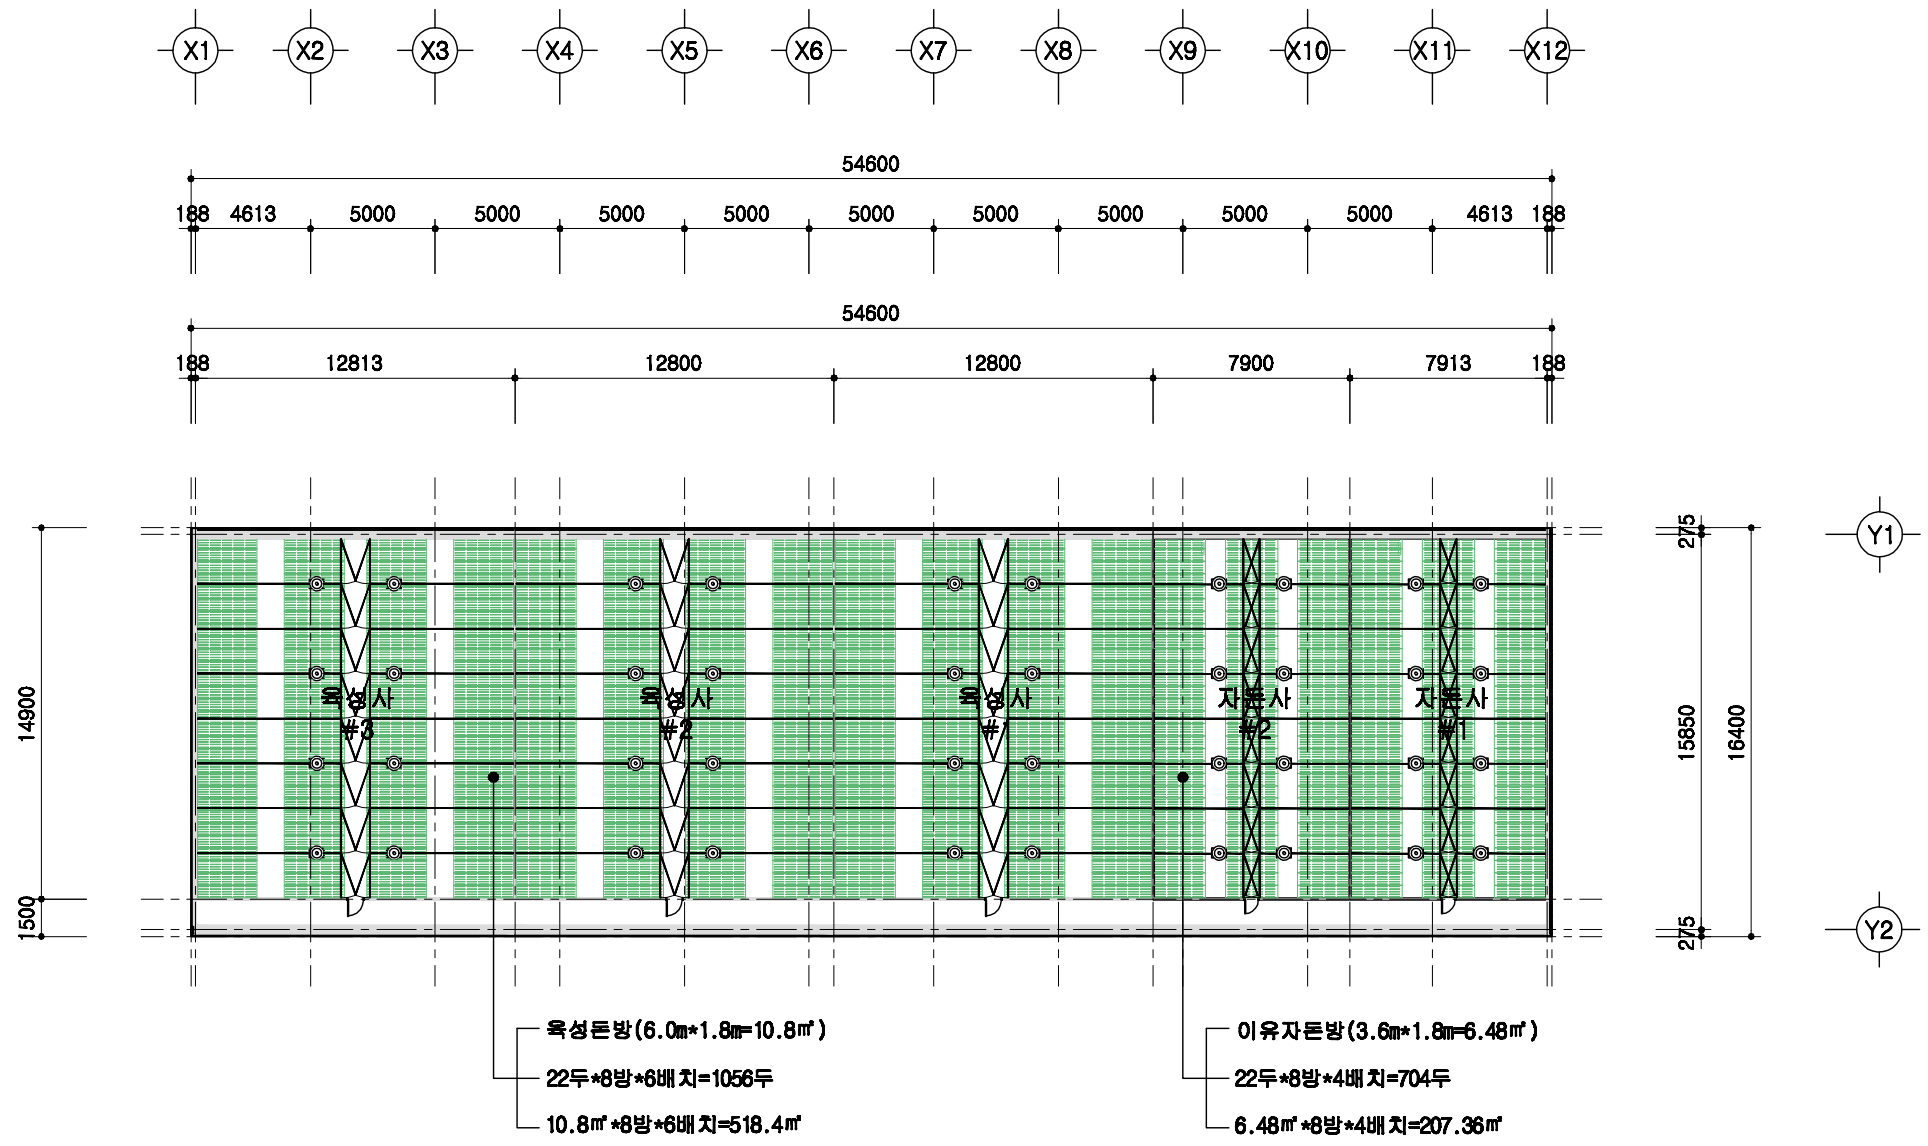 X1 X2 X3 X4 X5 X6 X7 X8 X9 X10 X11 X12
54600
188 4613 5000 5000 5000 5000 5000 5000 5000 5000 5000 4613 188
54600
188 12813 12800 12800 7900 7913 188
275
Y1
14900
육성사
#3
육성사
#2
육성사
#1
자돈사
#2
자돈사
#1
15850
16400
1500
275
Y2
육성돈방(6.0m*1.8m=10.8㎡)
22두*8방*6배치=1056두
10.8㎡*8방*6배치=518.4㎡
이유자돈방(3.6m*1.8m=6.48㎡)
22두*8방*4배치=704두
6.48㎡*8방*4배치=207.36㎡